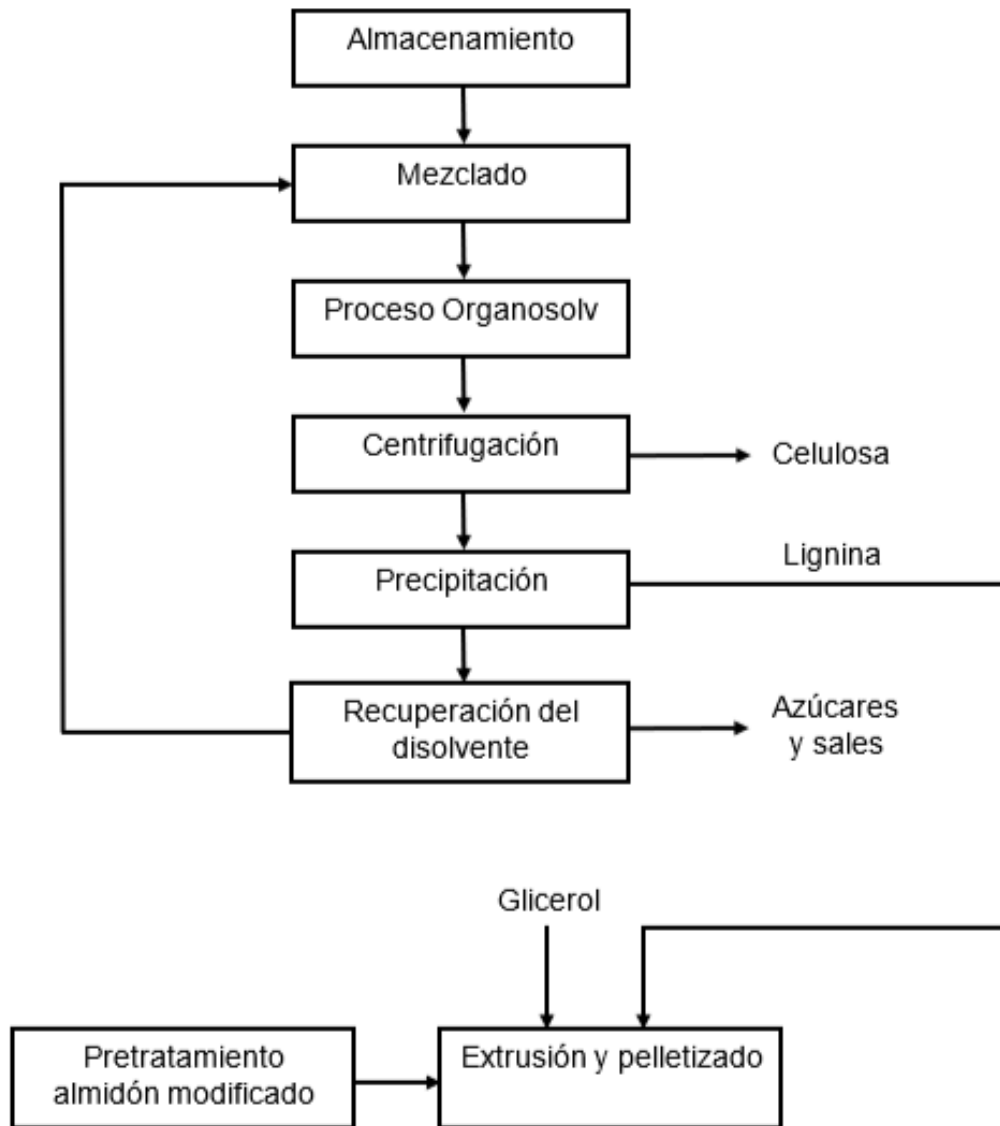 Almacenamiento
Mezclado
Proceso Organosolv
Centrifugación
Celulosa
Lignina
Precipitación
Recuperación del
disolvente
Azúcares
y sales
Glicerol
Pretratamiento
almidón modificado
Extrusión y pelletizado